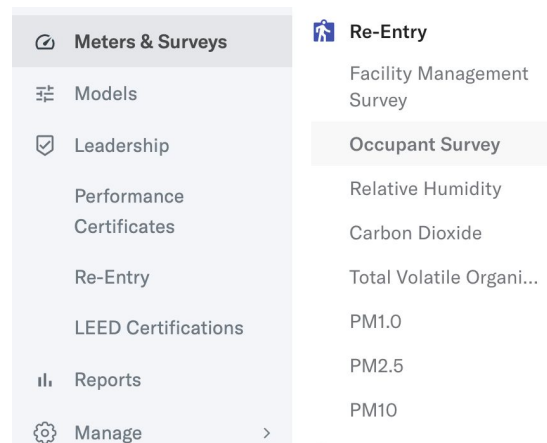 Meters & Surveys
Models
Leadership
Performance
Certificates
Re-Entry
LEED Certifications
Reports
Manage
Re-Entry
Facility Management
Survey
Occupant Survey
Relative Humidity
Carbon Dioxide
Total Volatile Organi...
PM1.0
PM2.5
PM10